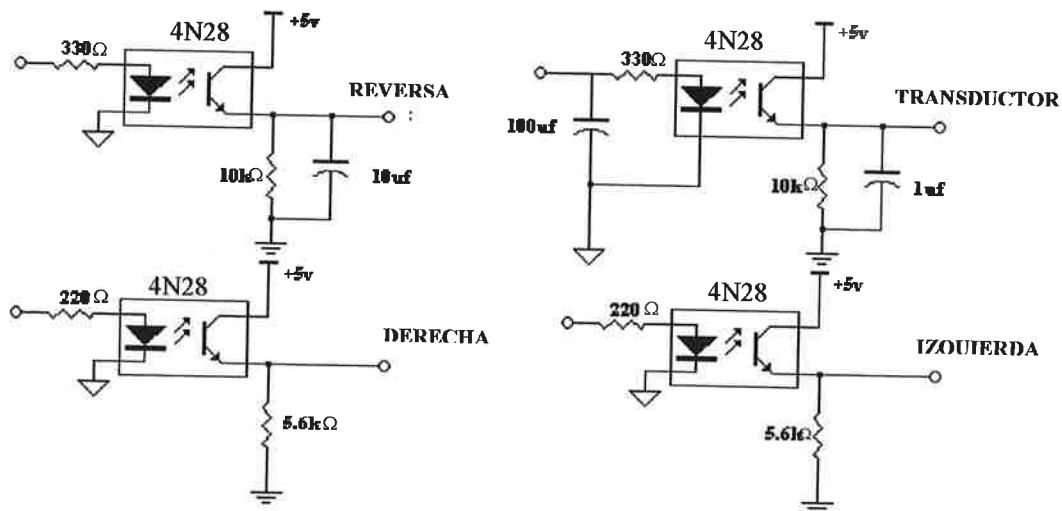 +5v
4N28
330Ω
REVERSA
:
10kΩ
10uf
+5v
4N28
220Ω
DERECHA
5.6kΩ
+5v
4N28
330Ω
TRANSDUCTOR
100uf
10kΩ
1uf
+5v
4N28
220Ω
IZQUIERDA
5.6kΩ